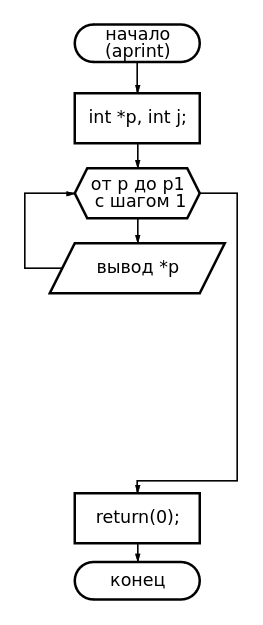 начало
(aprint)
int *p, int j;
от p до p1
с шагом 1
вывод *p
return(0);
конец